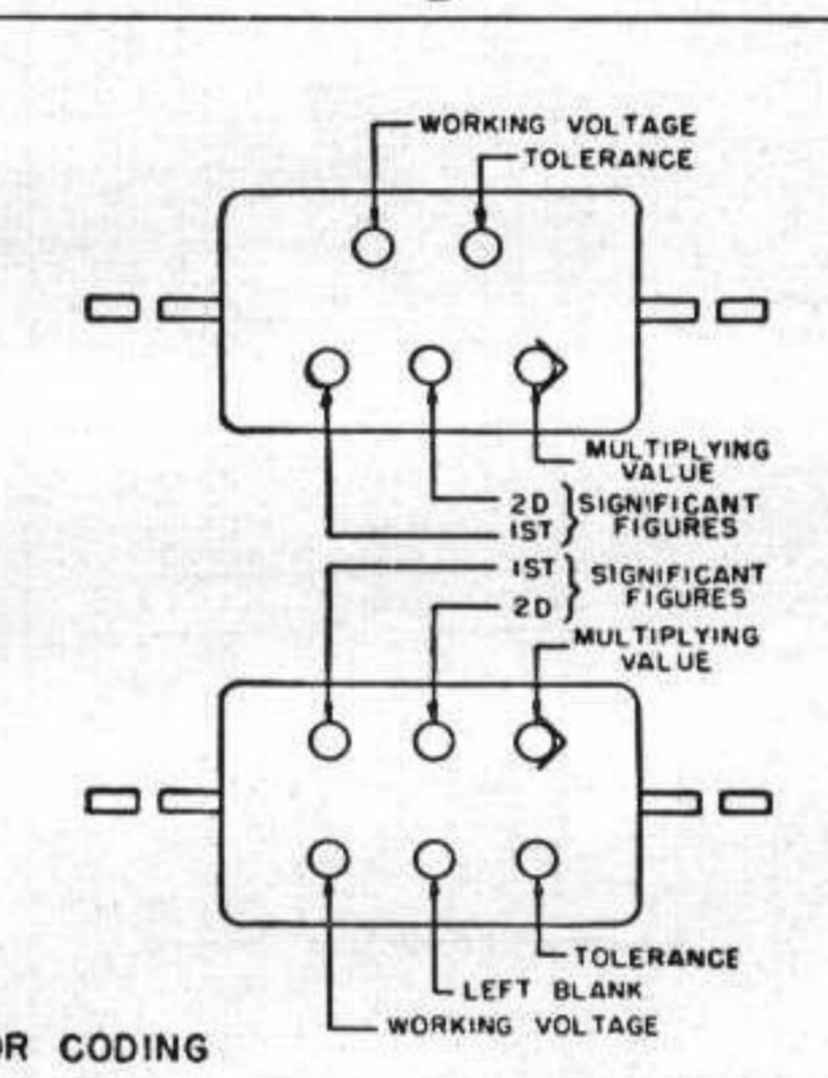 WORKING VOLTAGE
TOLERANCE
MULTIPLYING
VALUE
2D
1ST
SIGNIFICANT
FIGURES
1ST
2D
SIGNIFICANT
FIGURES
MULTIPLYING
VALUE
TOLERANCE
LEFT BLANK
WORKING VOLTAGE
OR CODING